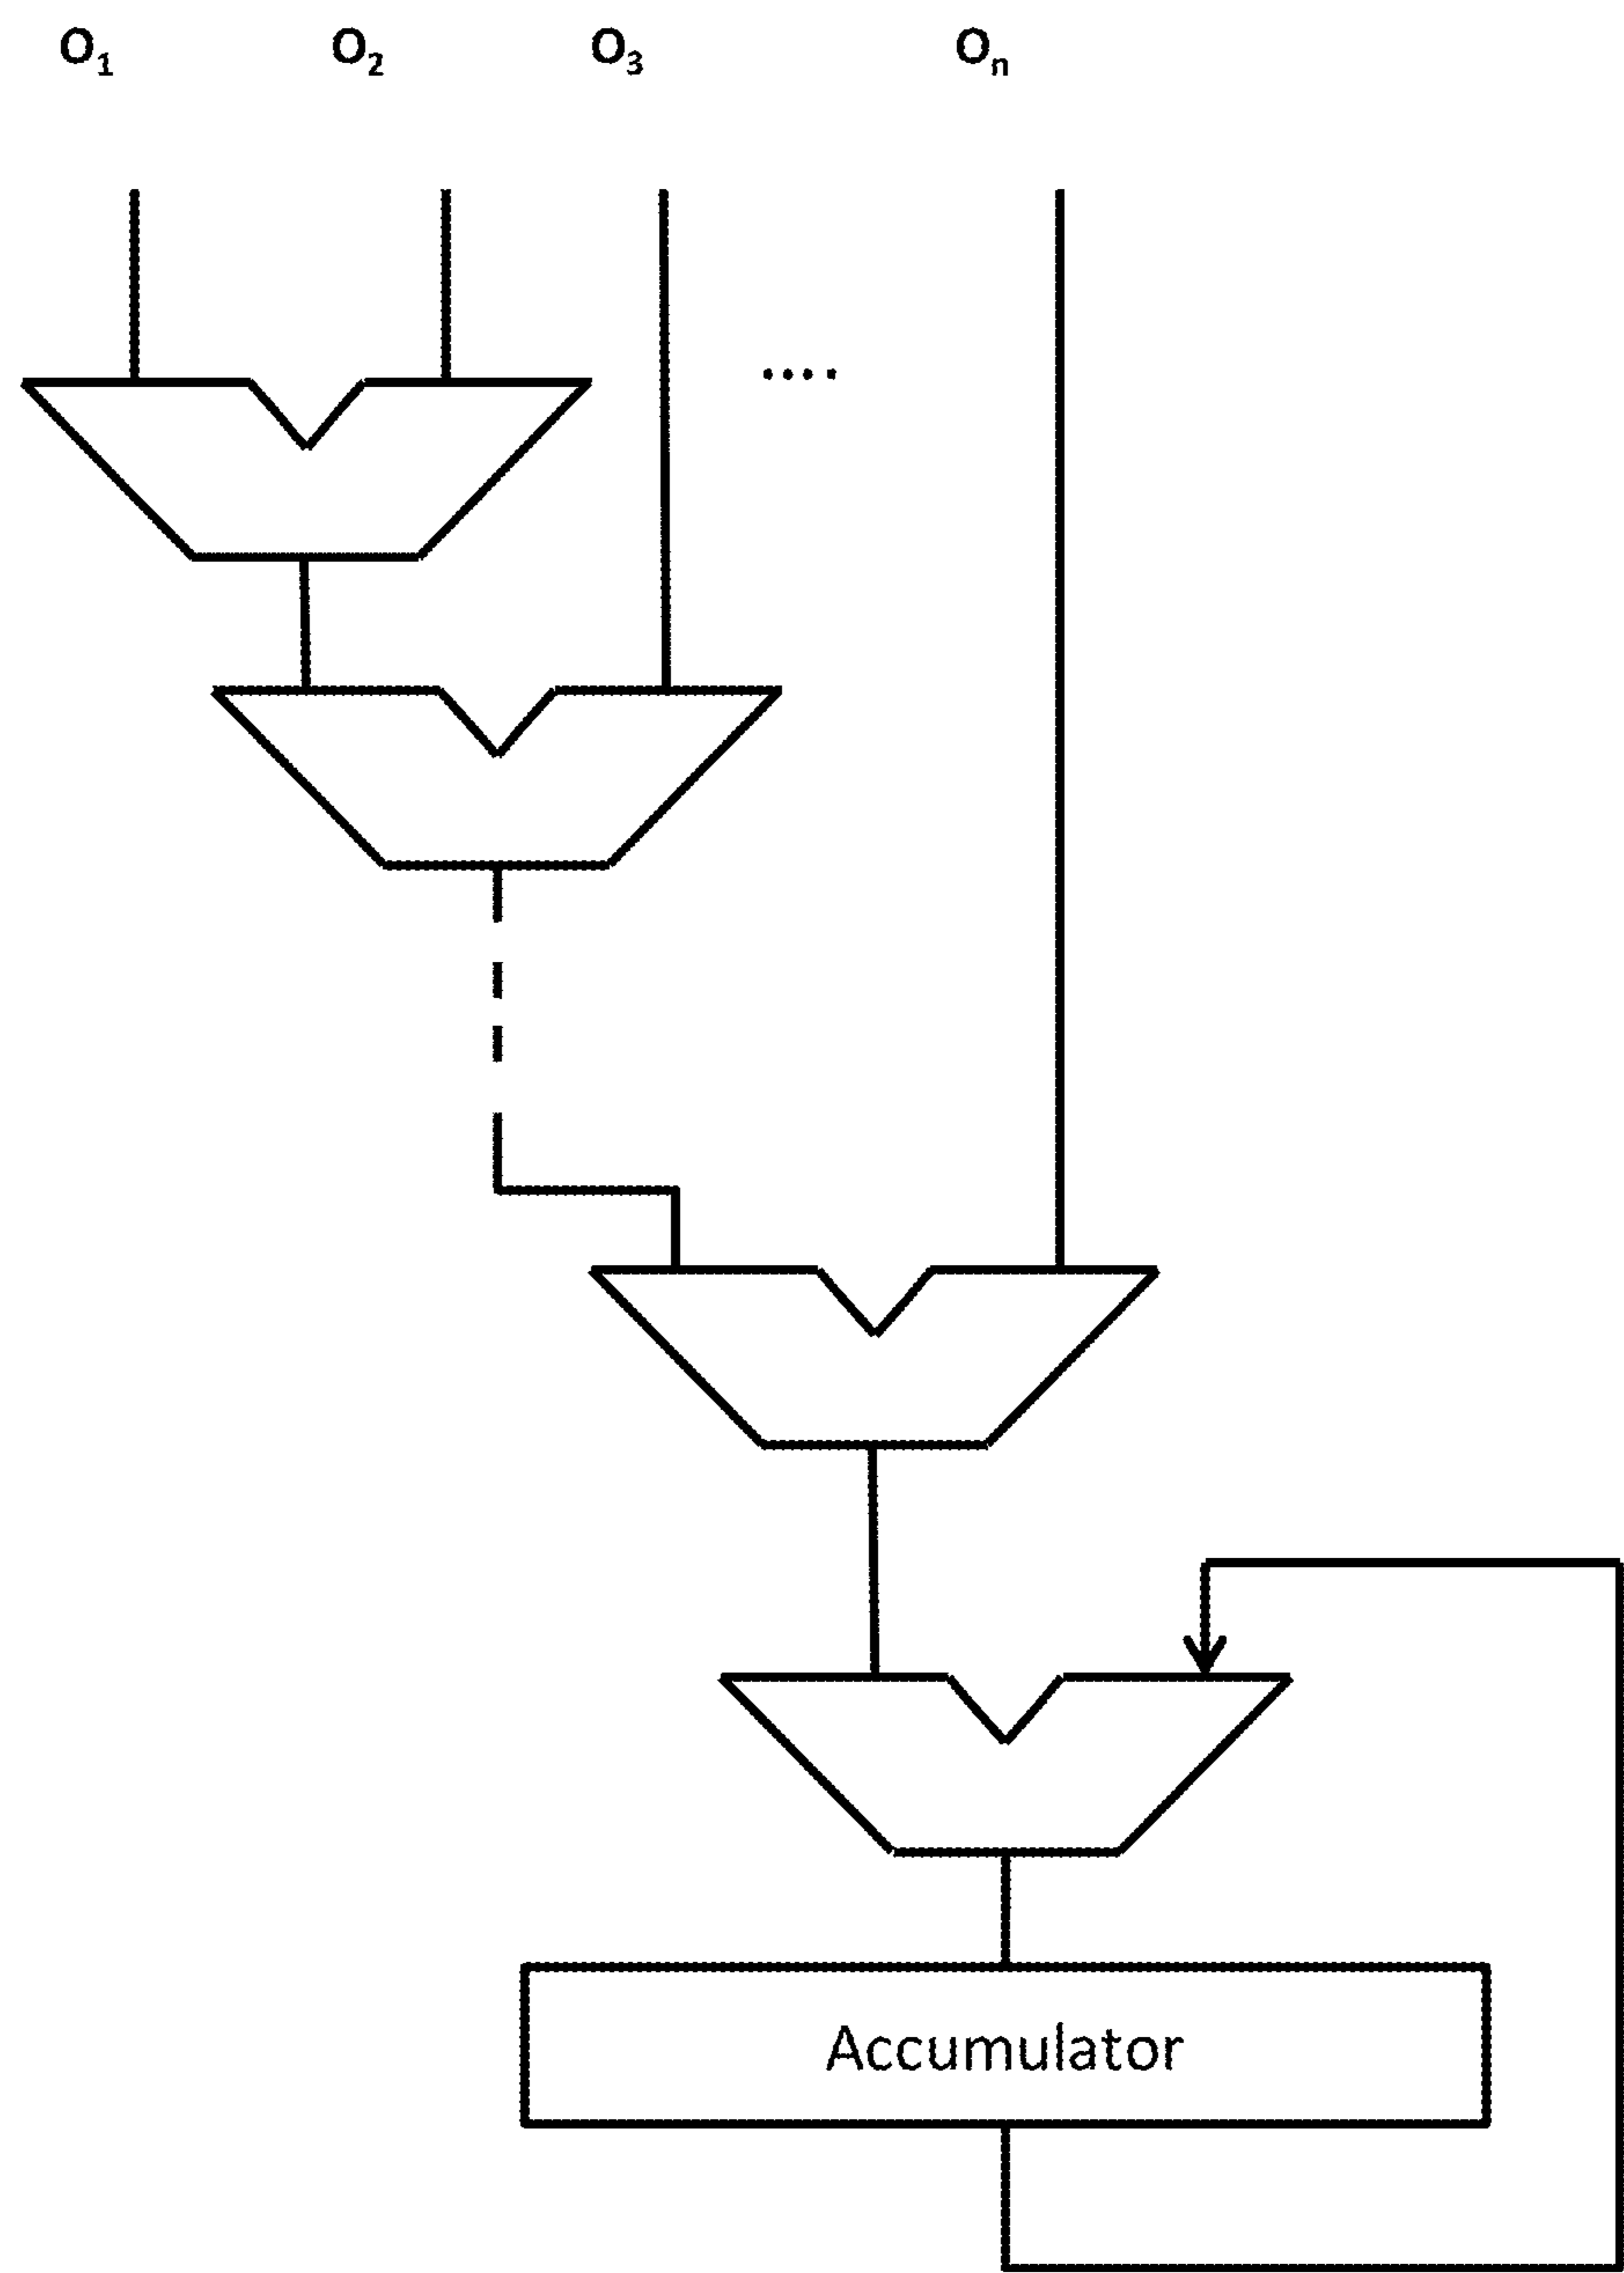 O₁ O₂ O₃ Oₙ
....
Accumulator